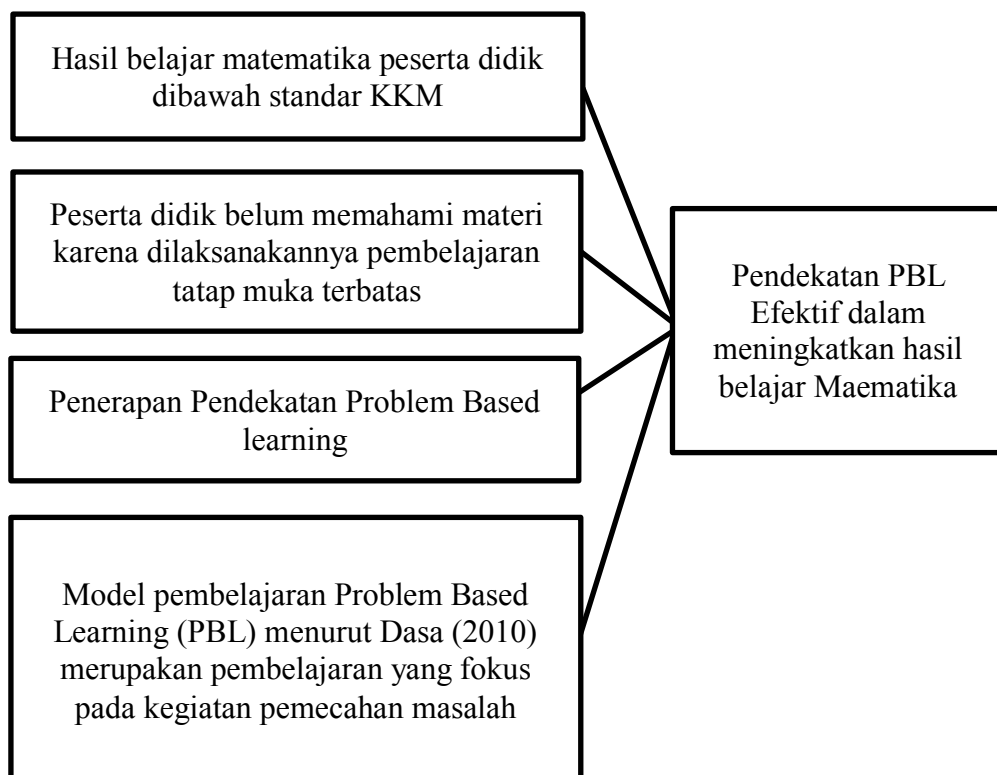 Hasil belajar matematika peserta didik
dibawah standar KKM
Peserta didik belum memahami materi
karena dilaksanakannya pembelajaran
tatap muka terbatas
Penerapan Pendekatan Problem Based
learning
Model pembelajaran Problem Based
Learning (PBL) menurut Dasa (2010)
merupakan pembelajaran yang fokus
pada kegiatan pemecahan masalah
Pendekatan PBL
Efektif dalam
meningkatkan hasil
belajar Maematika